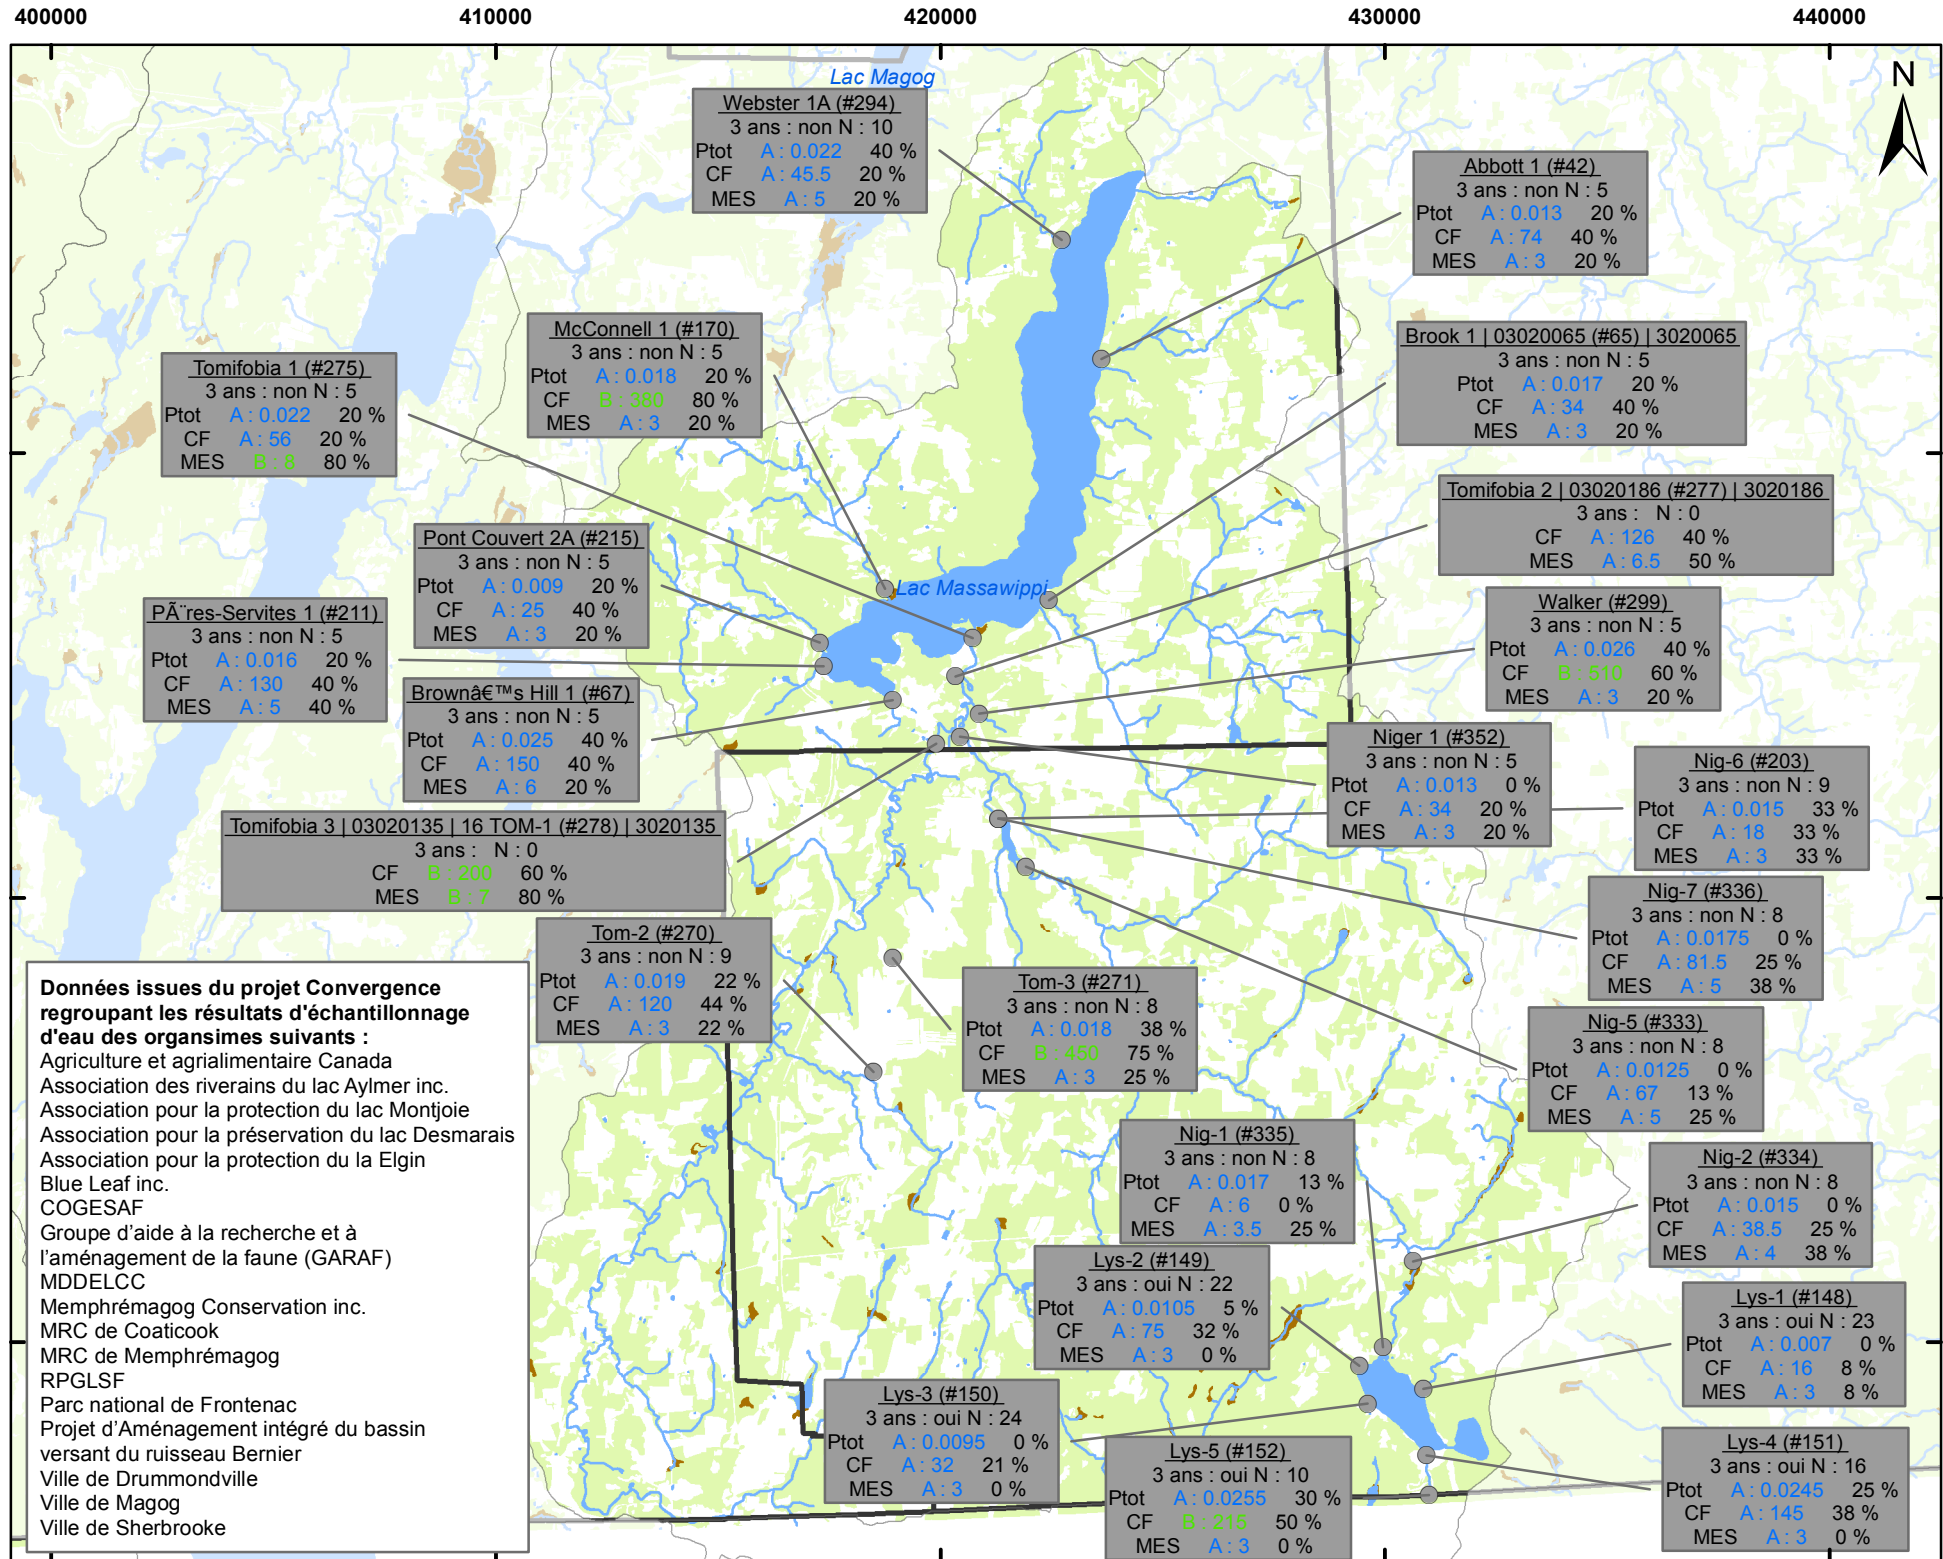 400000
410000
420000
430000
440000
Lac Magog
N
Webster 1A (#294)
3 ans : non N : 10
Ptot A : 0.022 40 %
CF A : 45.5 20 %
MES A : 5 20 %
Abbott 1 (#42)
3 ans : non N : 5
Ptot A : 0.013 20 %
CF A : 74 40 %
MES A : 3 20 %
McConnell 1 (#170)
3 ans : non N : 5
Ptot A : 0.018 20 %
CF B : 380 80 %
MES A : 3 20 %
Brook 1 | 03020065 (#65) | 3020065
3 ans : non N : 5
Ptot A : 0.017 20 %
CF A : 34 40 %
MES A : 3 20 %
Tomifobia 1 (#275)
3 ans : non N : 5
Ptot A : 0.022 20 %
CF A : 56 20 %
MES B : 8 80 %
Tomifobia 2 | 03020186 (#277) | 3020186
3 ans : N : 0
CF A : 126 40 %
MES A : 6.5 50 %
Pont Couvert 2A (#215)
3 ans : non N : 5
Ptot A : 0.009 20 %
CF A : 25 40 %
MES A : 3 20 %
Lac Massawippi
Walker (#299)
3 ans : non N : 5
Ptot A : 0.026 40 %
CF B : 510 60 %
MES A : 3 20 %
PÃ¨res-Servites 1 (#211)
3 ans : non N : 5
Ptot A : 0.016 20 %
CF A : 130 40 %
MES A : 5 40 %
Brownâ€™s Hill 1 (#67)
3 ans : non N : 5
Ptot A : 0.025 40 %
CF A : 150 40 %
MES A : 6 20 %
Niger 1 (#352)
3 ans : non N : 5
Ptot A : 0.013 0 %
CF A : 34 20 %
MES A : 3 20 %
Nig-6 (#203)
3 ans : non N : 9
Ptot A : 0.015 33 %
CF A : 18 33 %
MES A : 3 33 %
Tomifobia 3 | 03020135 | 16 TOM-1 (#278) | 3020135
3 ans : N : 0
CF B : 200 60 %
MES B : 7 80 %
Nig-7 (#336)
3 ans : non N : 8
Ptot A : 0.0175 0 %
CF A : 81.5 25 %
MES A : 5 38 %
Tom-2 (#270)
3 ans : non N : 9
Ptot A : 0.019 22 %
CF A : 120 44 %
MES A : 3 22 %
Tom-3 (#271)
3 ans : non N : 8
Ptot A : 0.018 38 %
CF B : 450 75 %
MES A : 3 25 %
Nig-5 (#333)
3 ans : non N : 8
Ptot A : 0.0125 0 %
CF A : 67 13 %
MES A : 5 25 %
Nig-1 (#335)
3 ans : non N : 8
Ptot A : 0.017 13 %
CF A : 6 0 %
MES A : 3.5 25 %
Nig-2 (#334)
3 ans : non N : 8
Ptot A : 0.015 0 %
CF A : 38.5 25 %
MES A : 4 38 %
Lys-2 (#149)
3 ans : oui N : 22
Ptot A : 0.0105 5 %
CF A : 75 32 %
MES A : 3 0 %
Lys-1 (#148)
3 ans : oui N : 23
Ptot A : 0.007 0 %
CF A : 16 8 %
MES A : 3 8 %
Lys-3 (#150)
3 ans : oui N : 24
Ptot A : 0.0095 0 %
CF A : 32 21 %
MES A : 3 0 %
Lys-5 (#152)
3 ans : oui N : 10
Ptot A : 0.0255 30 %
CF B : 215 50 %
MES A : 3 0 %
Lys-4 (#151)
3 ans : oui N : 16
Ptot A : 0.0245 25 %
CF A : 145 38 %
MES A : 3 0 %
Données issues du projet Convergence
regroupant les résultats d'échantillonnage
d'eau des organsimes suivants :
Agriculture et agrialimentaire Canada
Association des riverains du lac Aylmer inc.
Association pour la protection du lac Montjoie
Association pour la préservation du lac Desmarais
Association pour la protection du la Elgin
Blue Leaf inc.
COGESAF
Groupe d’aide à la recherche et à
l’aménagement de la faune (GARAF)
MDDELCC
Memphrémagog Conservation inc.
MRC de Coaticook
MRC de Memphrémagog
RPGLSF
Parc national de Frontenac
Projet d’Aménagement intégré du bassin
versant du ruisseau Bernier
Ville de Drummondville
Ville de Magog
Ville de Sherbrooke